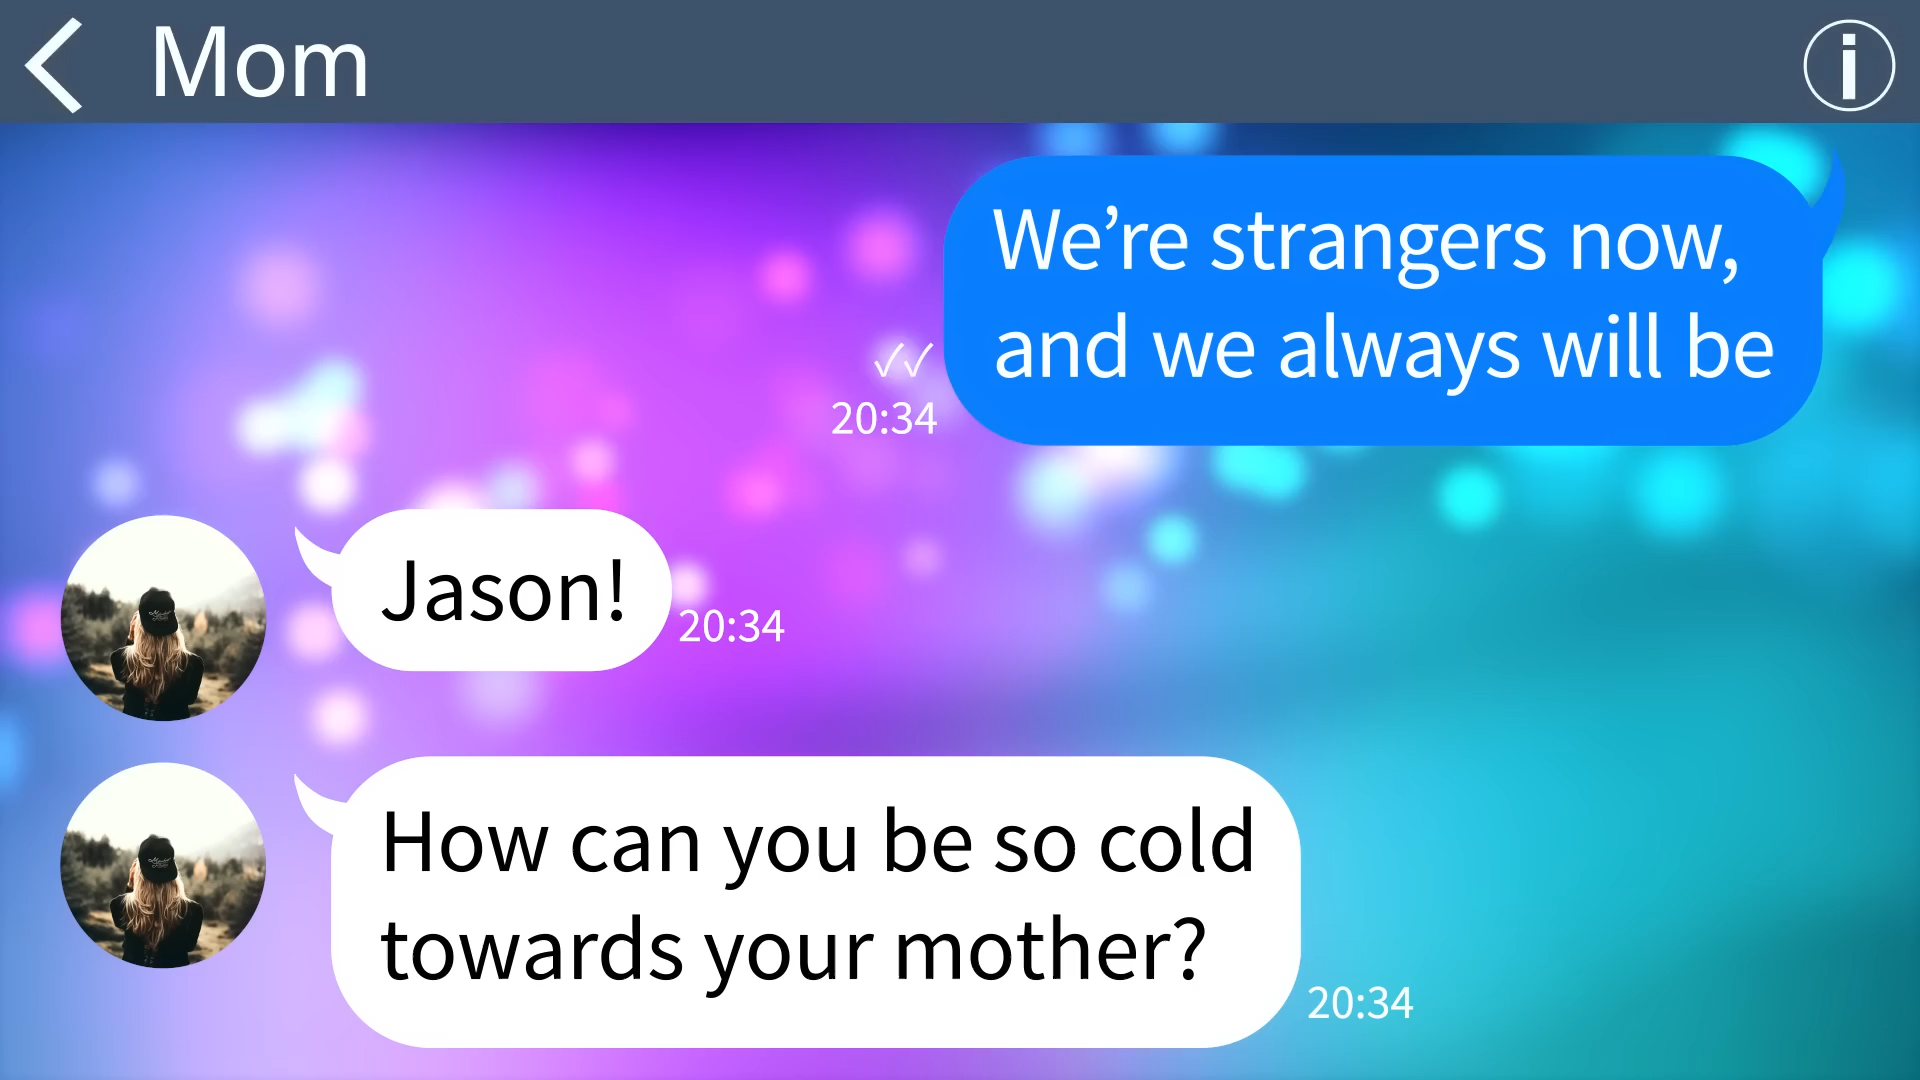 Mom
We’re strangers now,
and we always will be
20:34
Jason!
20:34
How can you be so cold
towards your mother?
20:34